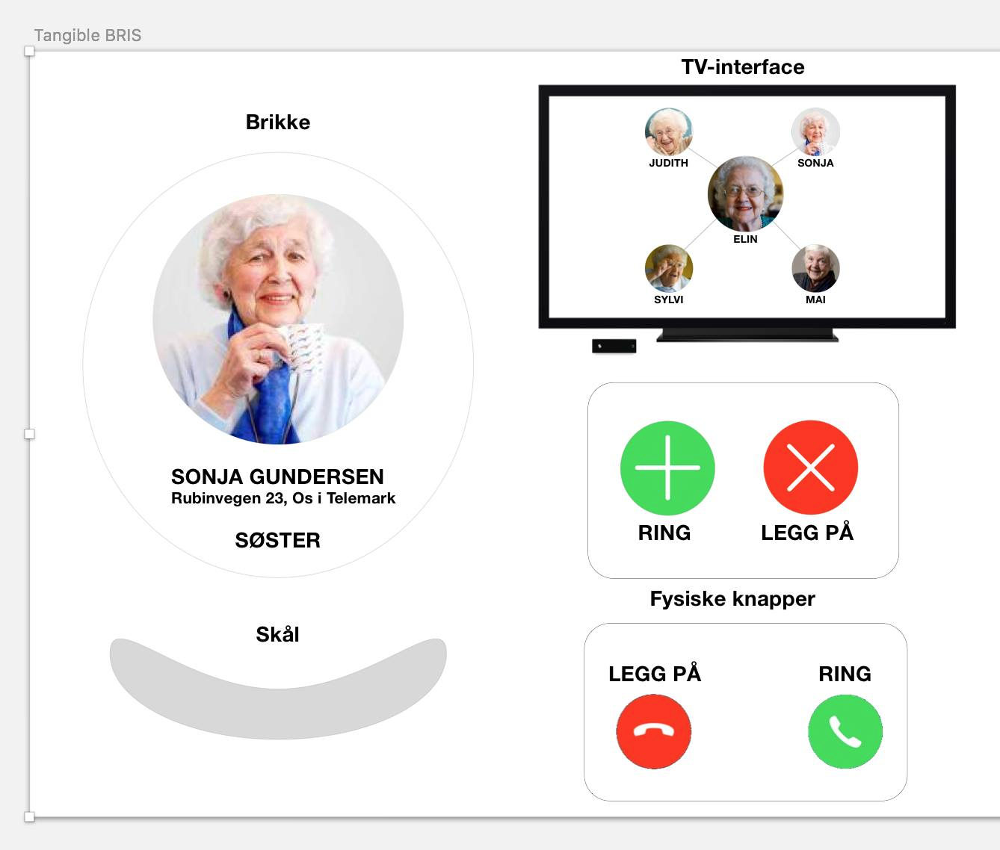 Tangible BRIS
Brikke
SONJA GUNDERSEN
Rubinvegen 23, Os i Telemark
SØSTER
Skål
TV-interface
JUDITH
SONJA
ELIN
SYLVI
MAI
RING
LEGG PÅ
Fysiske knapper
LEGG PÅ
RING